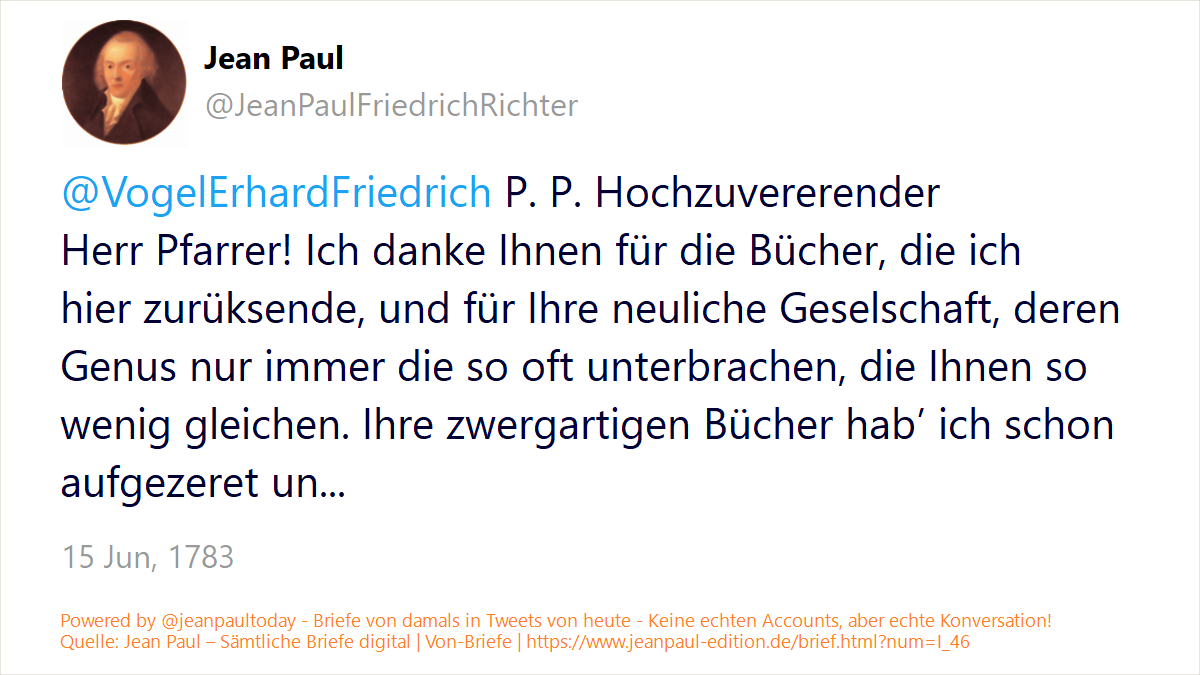 Jean Paul
@JeanPaulFriedrichRichter
@VogelErhardFriedrich P. P. Hochzuvererender
Herr Pfarrer! Ich danke Ihnen für die Bücher, die ich
hier zurüksende, und für Ihre neuliche Geselschaft, deren
Genus nur immer die so oft unterbrachen, die Ihnen so
wenig gleichen. Ihre zwergartigen Bücher hab’ ich schon
aufgezeret un...
15 Jun, 1783
Powered by @jeanpaultoday - Briefe von damals in Tweets von heute - Keine echten Accounts, aber echte Konversation!
Quelle: Jean Paul – Sämtliche Briefe digital | Von-Briefe | https://www.jeanpaul-edition.de/brief.html?num=I_46